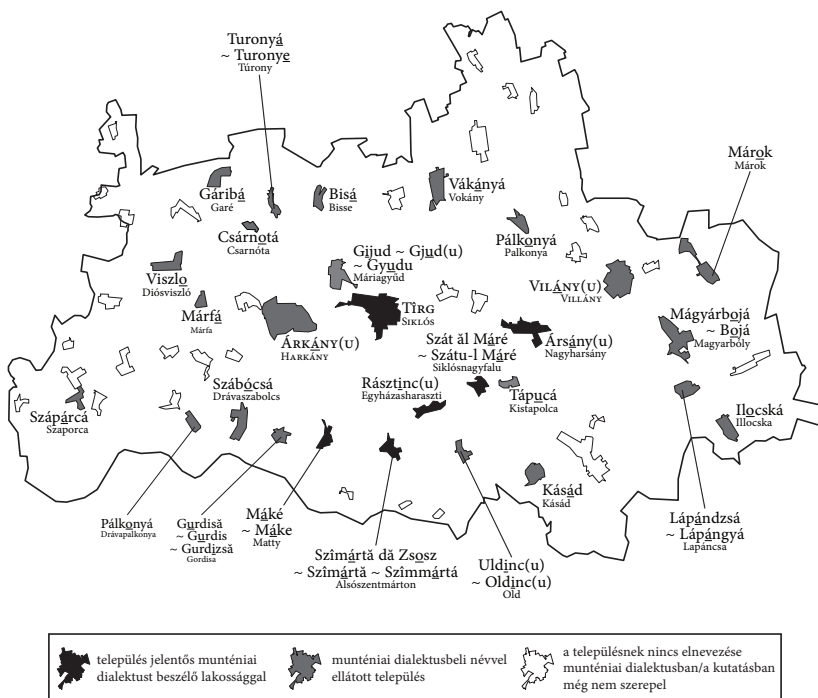 Turonyá
~ Turonye
Túrony
Márok
Márok
Gáribá
Garé
Bisá
Bisse
Vákányá
Vokány
Csárnotá
Csarnóta
Pálkonyá
Palkonya
Gijud ~ Gjud(u)
~ Gyudu
Máriagyűd
Viszlo
Diósviszló
VILÁNY(U)
VILLÁNY
Márfá
Márfa
TÎRG
SIKLÓS
Mágyárbojá
~ Bojá
Magyarbóly
ÁRKÁNY(U)
HARKÁNY
Szát ăl Máré
~ Szátu-l Máré
Siklósnagyfalu
Ársány(u)
Nagyharsány
Rásztinc(u)
Egyházasharaszti
Szábócsá
Drávaszabolcs
Tápucá
Kistapolca
Szápárcá
Szaporca
Ilocská
Illocska
Kásád
Kásád
Pálkonyá
Drávapalkonya
Gurdisă
~ Gurdis
~ Gurdizsă
Gordisa
Máké
~ Máke
Matty
Szîmártă dă Zsosz
~ Szîmártă ~ Szîmmártá
Alsószentmárton
Uldinc(u)
~ Oldinc(u)
Old
Lápándzsá
~ Lápángyá
Lapáncsa
település jelentős munténiai
dialektust beszélő lakossággal
munténiai dialektusbeli névvel
ellátott település
a településnek nincs elnevezése
munténiai dialektusban/a kutatásban
még nem szerepel